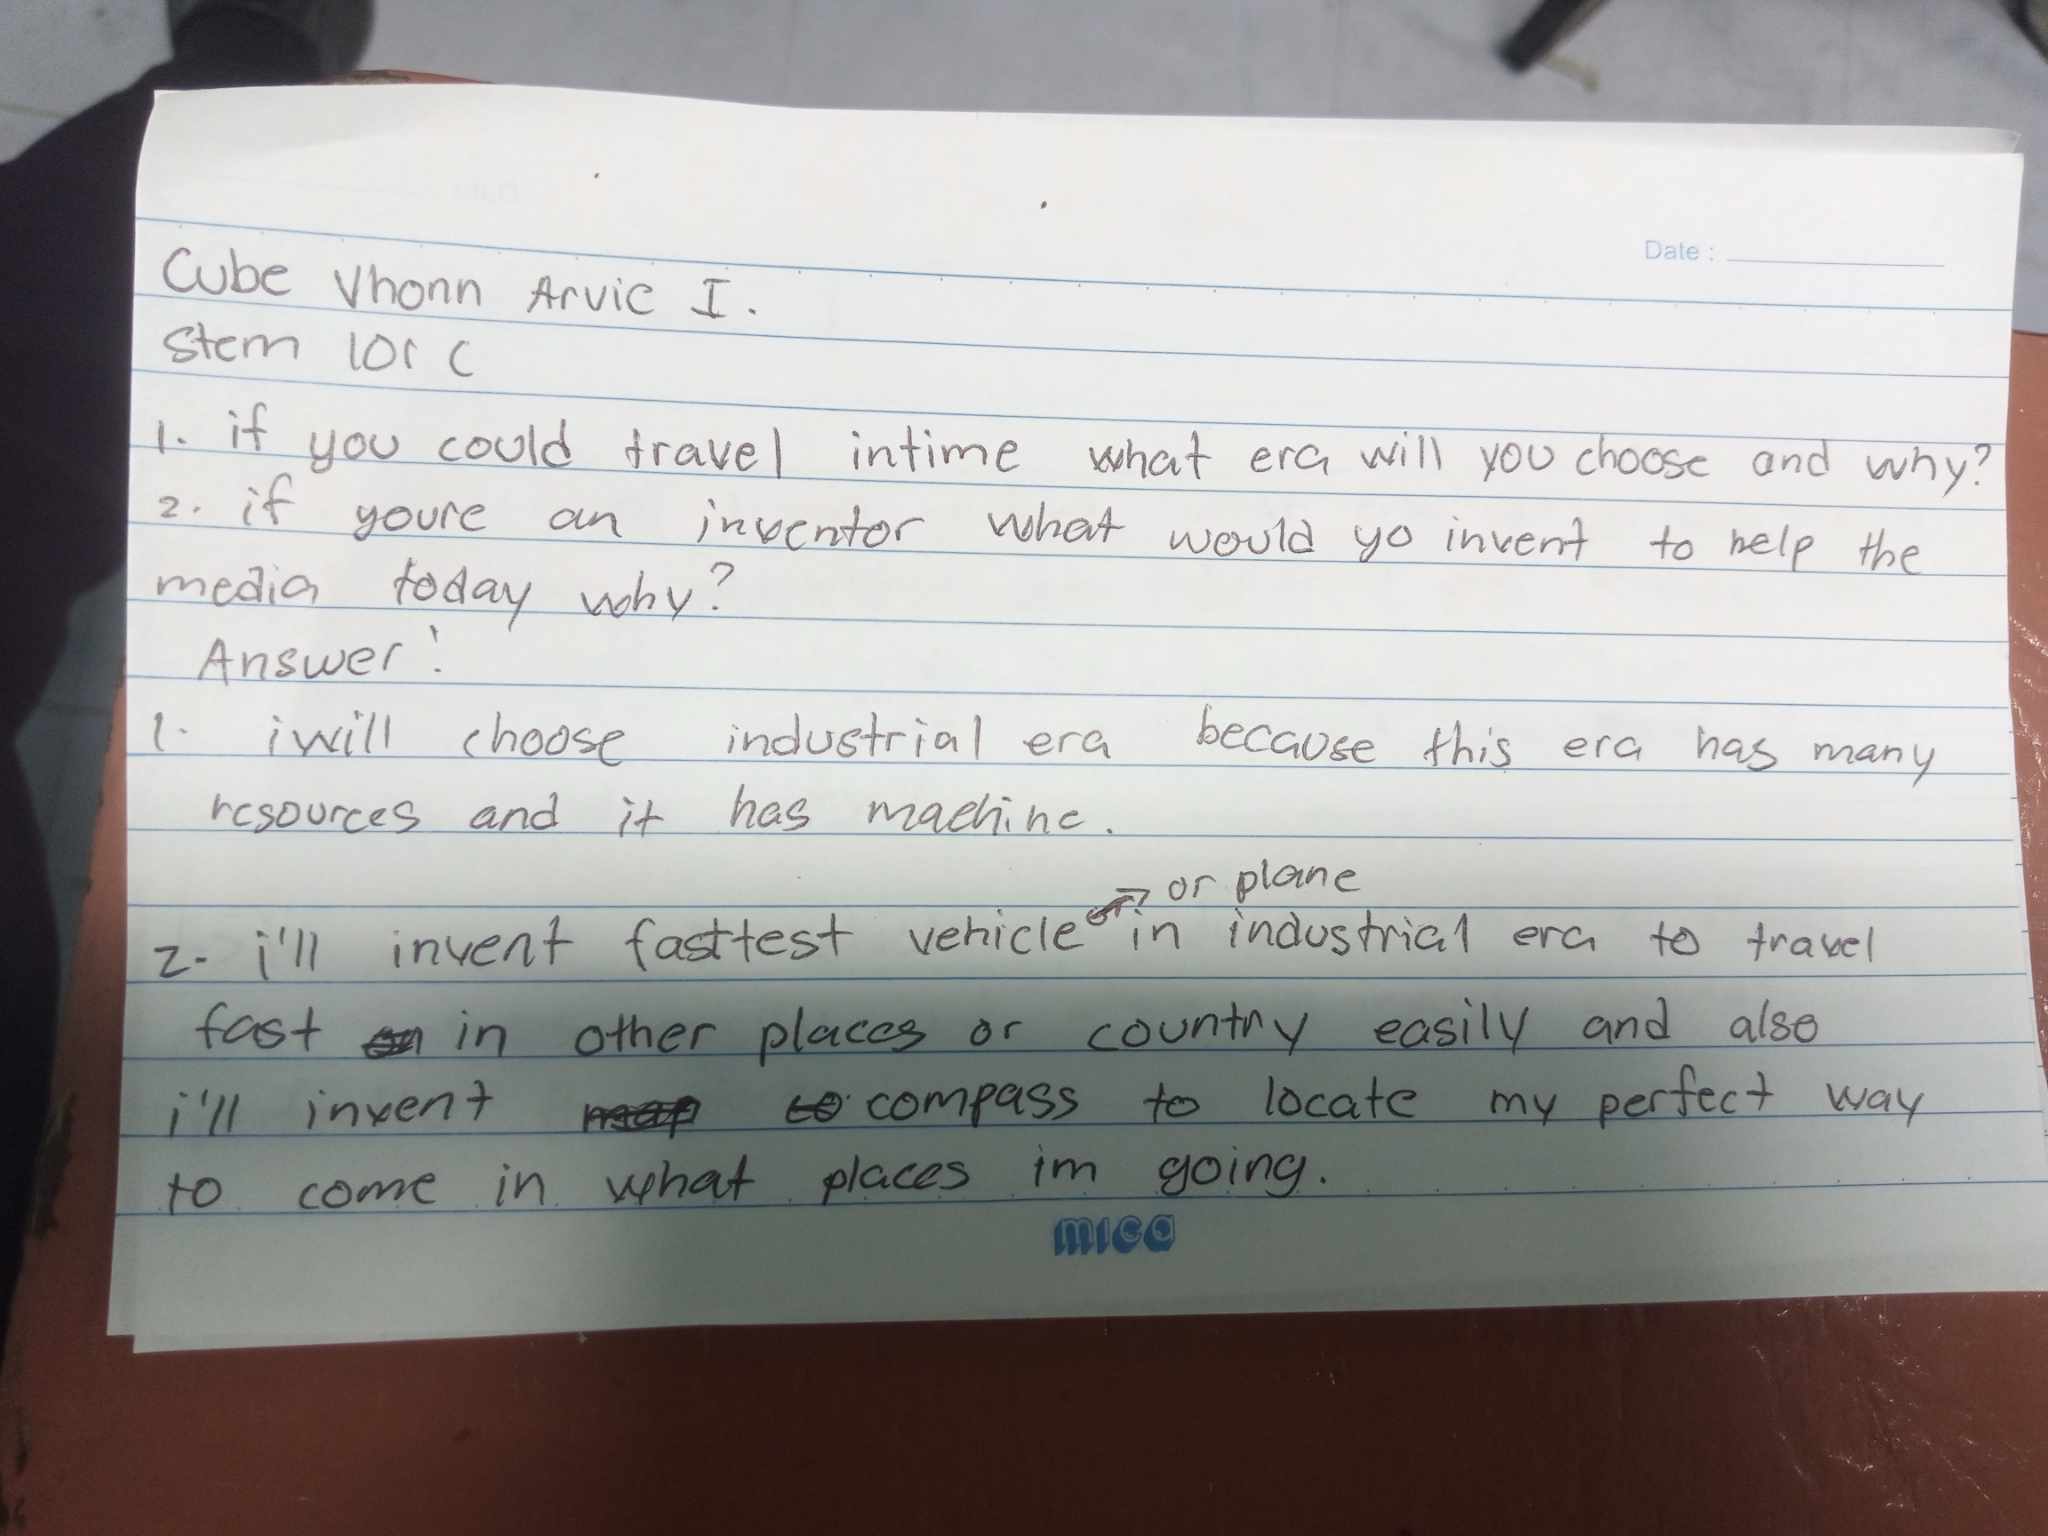 Date :
Cube Vhonn Arvic I.
Stem 101 C
1. if you could travel intime what era will you choose and why?
2. if youre an inventor what would yo invent to help the
media today why?
Answer:
1. i will choose industrial era because this era has many
resources and it has machine.
or plane
2. i'll invent fasttest vehicle in industrial era to travel
fast in other places or country easily and also
i'll invent compass to locate my perfect way
to come in what places im going.
mica